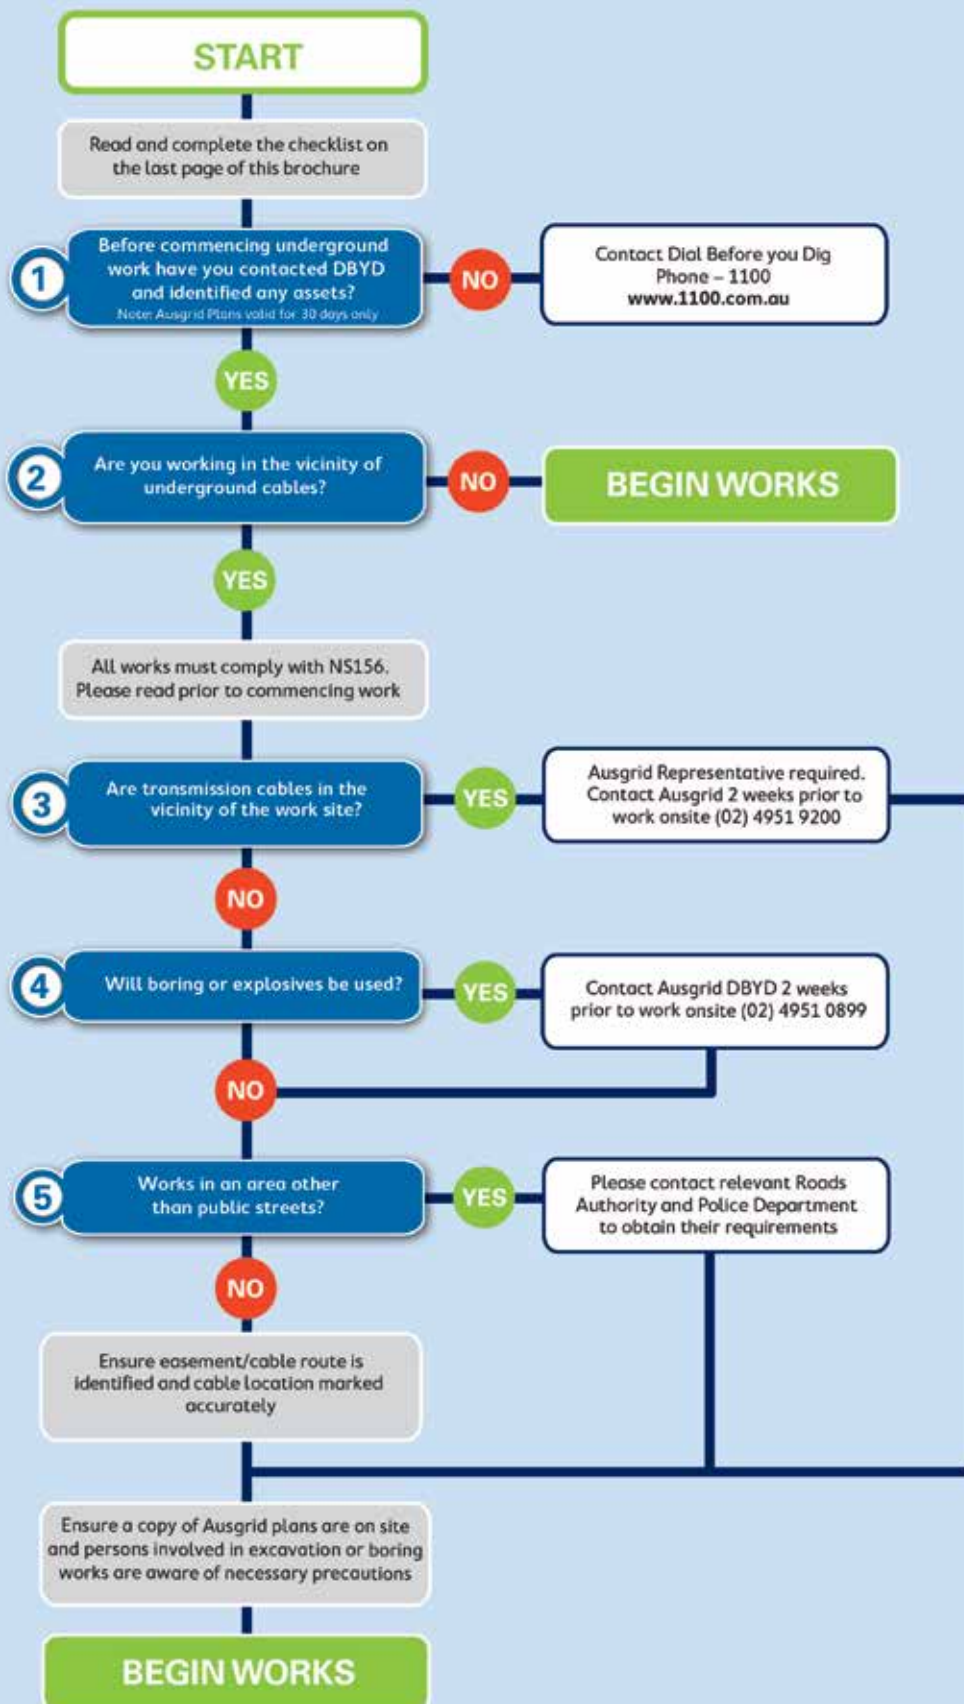 START
Read and complete the checklist on
the last page of this brochure
1
Before commencing underground
work have you contacted DBYD
and identified any assets?
Note: Ausgrid Plans valid for 30 days only
NO
Contact Dial Before you Dig
Phone – 1100
www.1100.com.au
YES
2
Are you working in the vicinity of
underground cables?
NO
BEGIN WORKS
YES
All works must comply with NS156.
Please read prior to commencing work
3
Are transmission cables in the
vicinity of the work site?
YES
Ausgrid Representative required.
Contact Ausgrid 2 weeks prior to
work onsite (02) 4951 9200
NO
4
Will boring or explosives be used?
YES
Contact Ausgrid DBYD 2 weeks
prior to work onsite (02) 4951 0899
NO
5
Works in an area other
than public streets?
YES
Please contact relevant Roads
Authority and Police Department
to obtain their requirements
NO
Ensure easement/cable route is
identified and cable location marked
accurately
Ensure a copy of Ausgrid plans are on site
and persons involved in excavation or boring
works are aware of necessary precautions
BEGIN WORKS